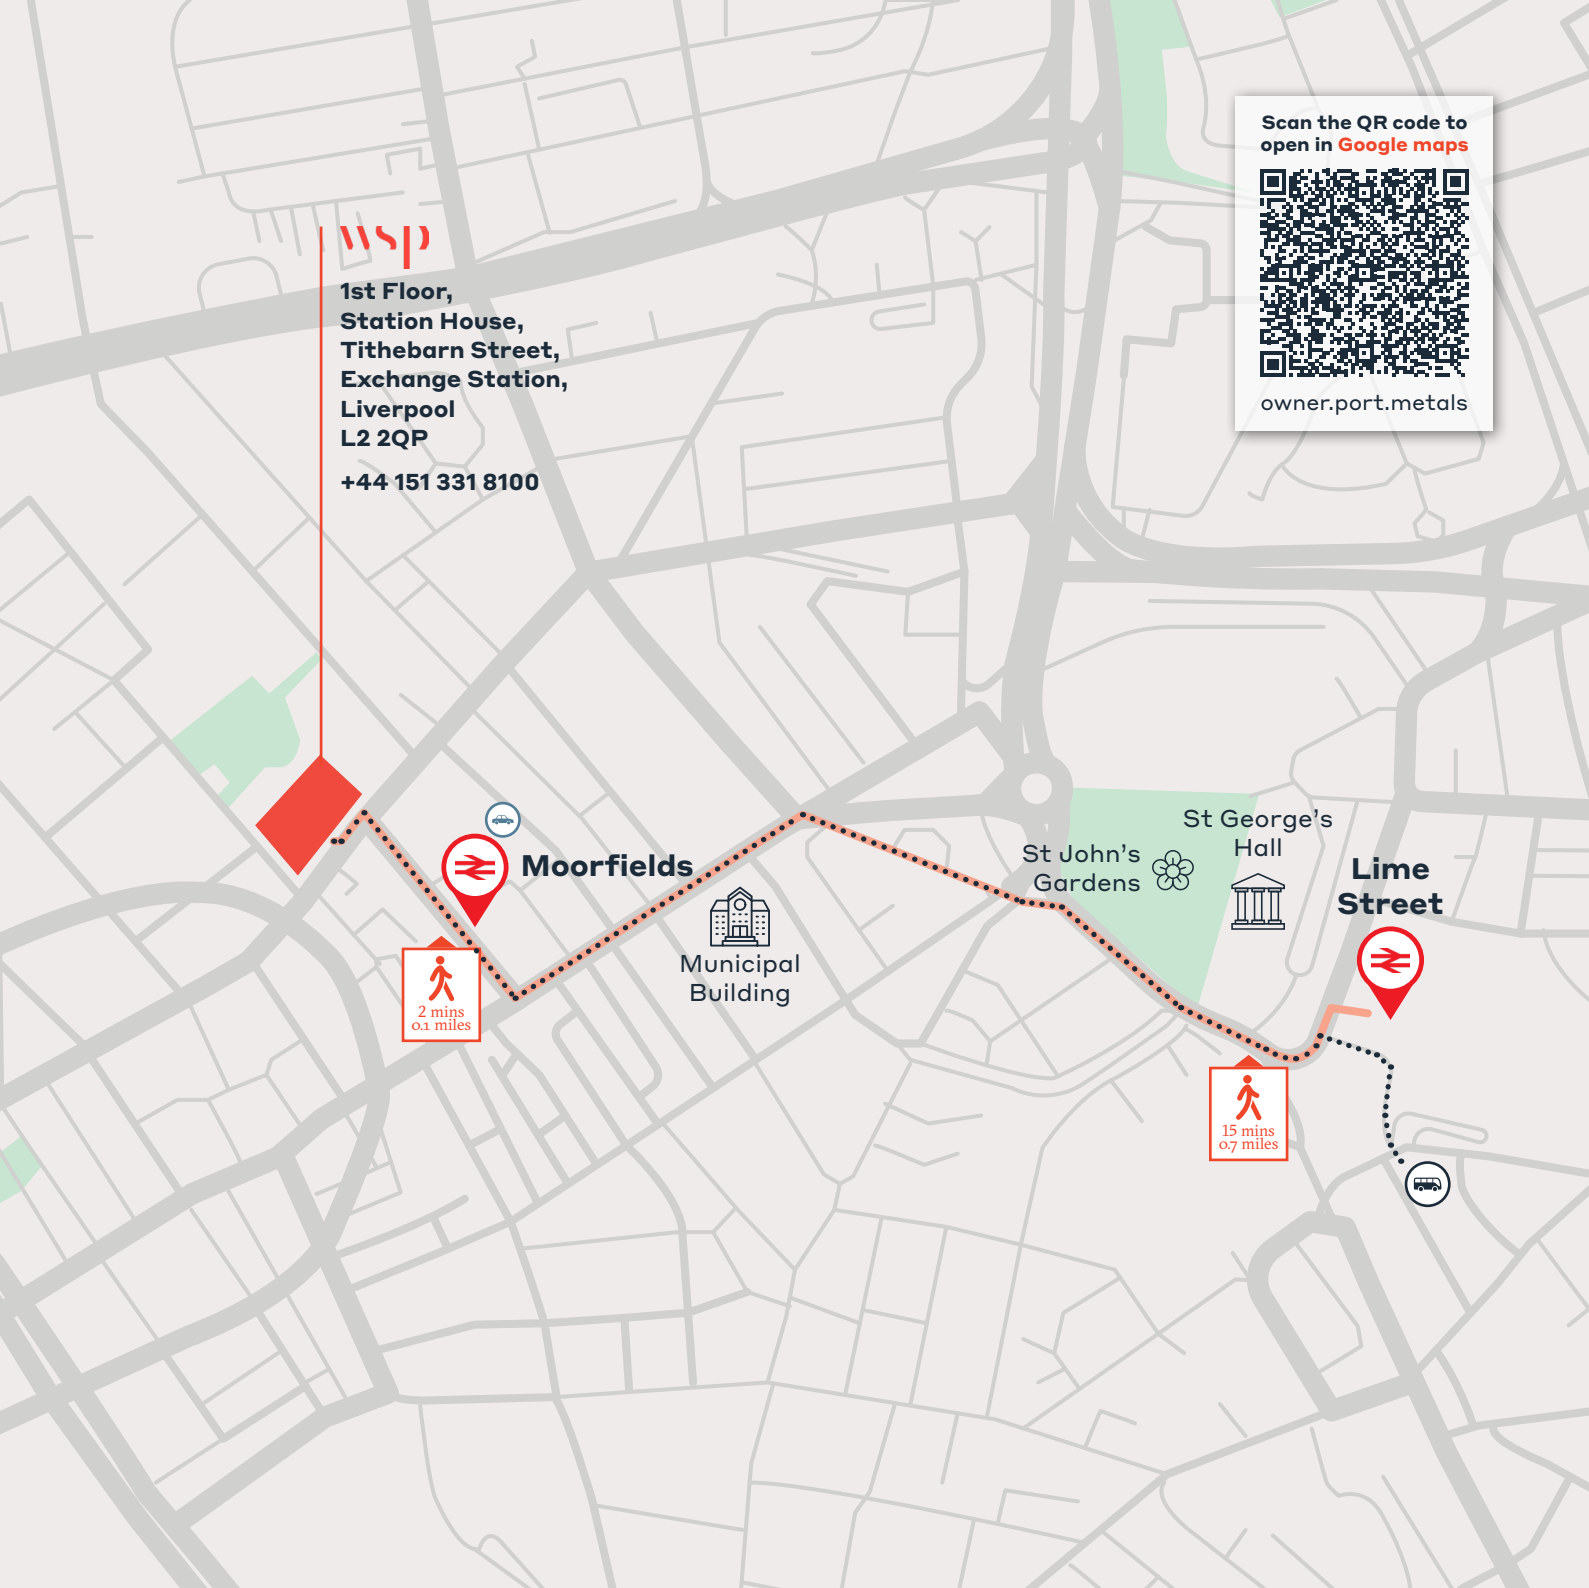 Scan the QR code to
open in Google maps
owner.port.metals
wsp
1st Floor,
Station House,
Tithebarn Street,
Exchange Station,
Liverpool
L2 2QP
+44 151 331 8100
St George's
Hall
St John's
Gardens
Lime
Street
Moorfields
Municipal
Building
2 mins
0.1 miles
15 mins
0.7 miles